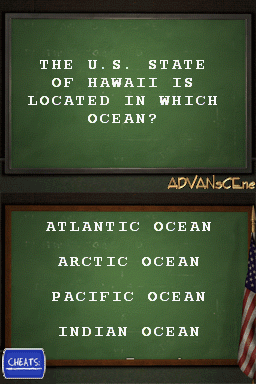 THE U.S. STATE
OF HAWAII IS
LOCATED IN WHICH
OCEAN?
ADVANsCEne
ATLANTIC OCEAN
ARCTIC OCEAN
PACIFIC OCEAN
INDIAN OCEAN
CHEATS: